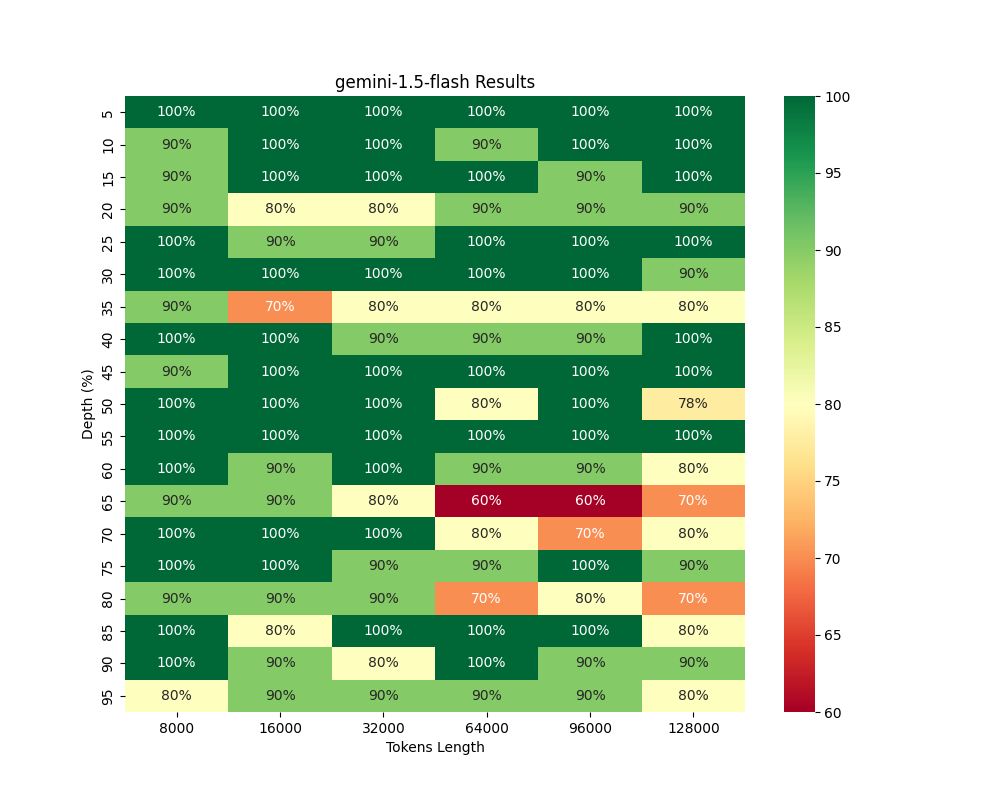 gemini-1.5-flash Results
5 100% 100% 100% 100% 100% 100%
10 90% 100% 100% 90% 100% 100%
15 90% 100% 100% 100% 90% 100%
20 90% 80% 80% 90% 90% 90%
25 100% 90% 90% 100% 100% 100%
30 100% 100% 100% 100% 100% 90%
35 90% 70% 80% 80% 80% 80%
40 100% 100% 90% 90% 90% 100%
45 90% 100% 100% 100% 100% 100%
50 100% 100% 100% 80% 100% 78%
55 100% 100% 100% 100% 100% 100%
60 100% 90% 100% 90% 90% 80%
65 90% 90% 80% 60% 60% 70%
70 100% 100% 100% 80% 70% 80%
75 100% 100% 90% 90% 100% 90%
80 90% 90% 90% 70% 80% 70%
85 100% 80% 100% 100% 100% 80%
90 100% 90% 80% 100% 90% 90%
95 80% 90% 90% 90% 90% 80%
8000 16000 32000 64000 96000 128000
Tokens Length
Depth (%)
100
95
90
85
80
75
70
65
60